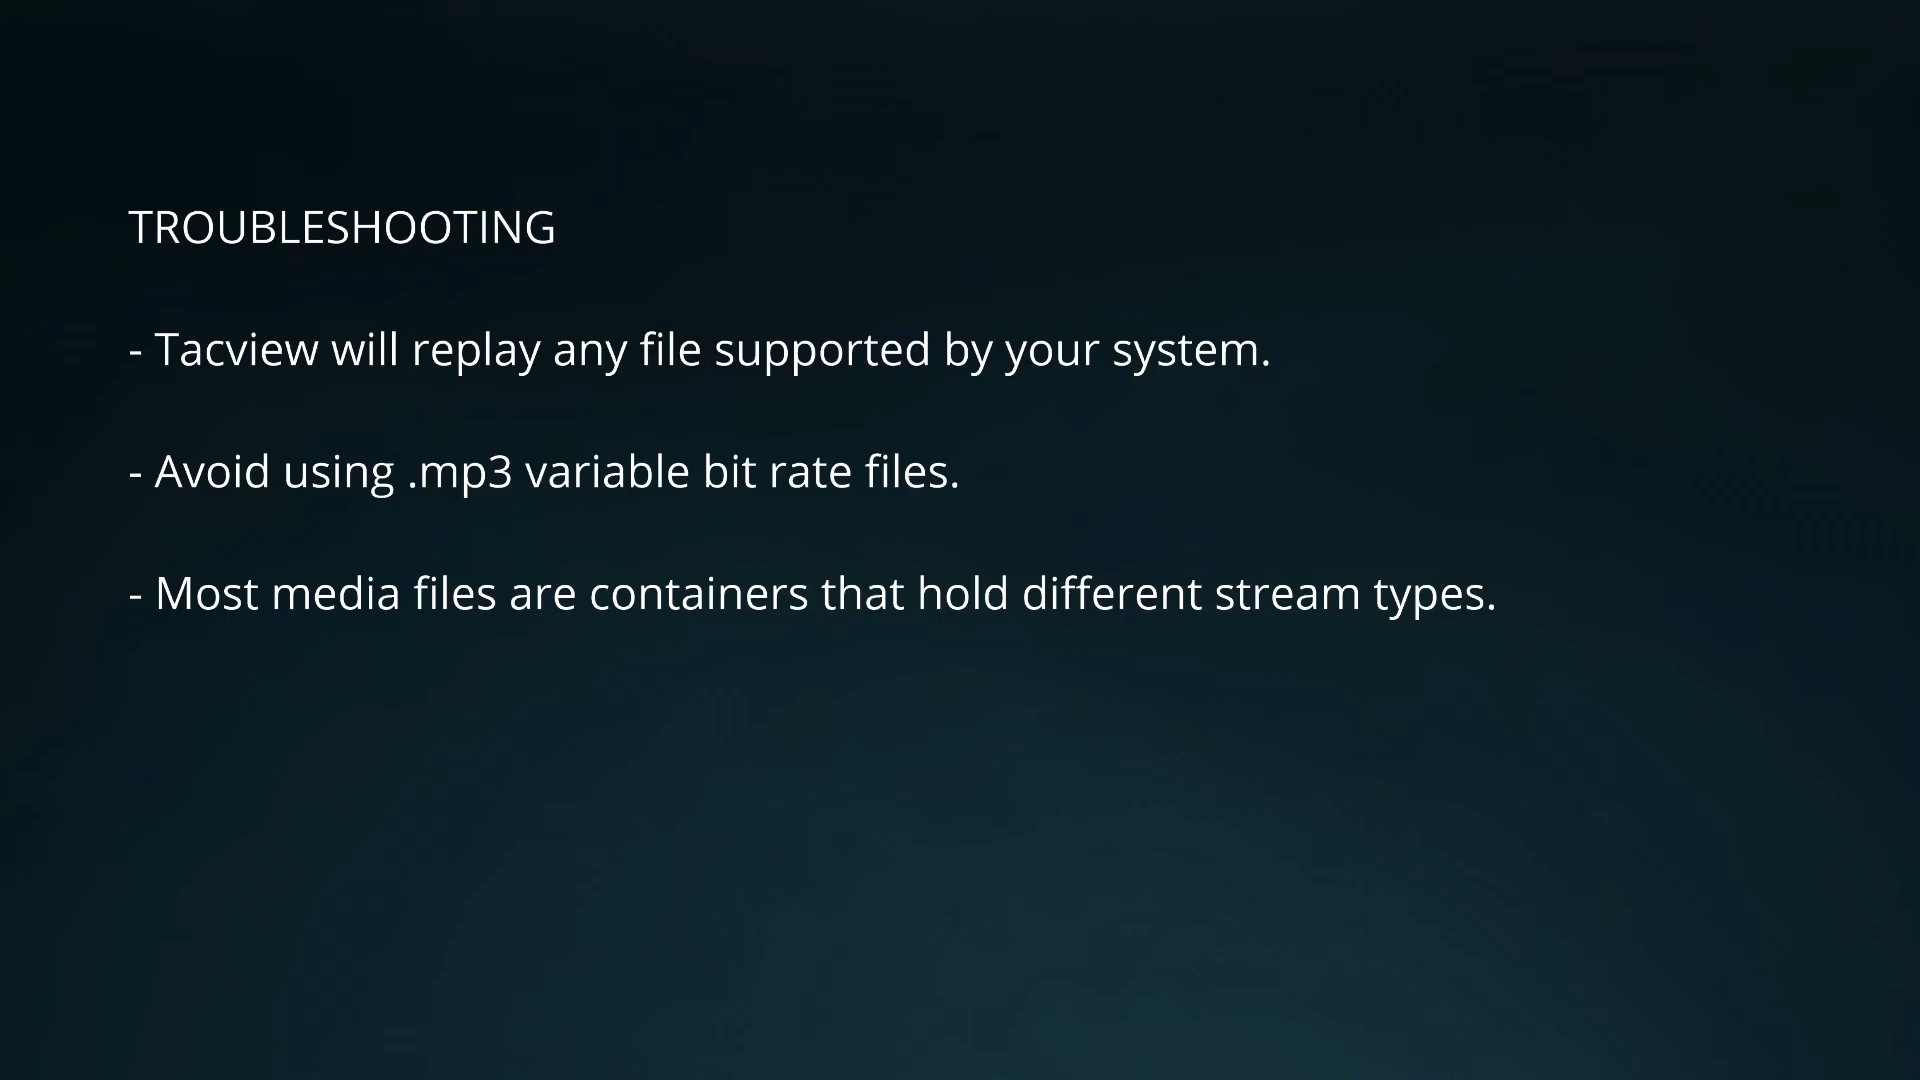 TROUBLESHOOTING
- Tacview will replay any file supported by your system.
- Avoid using .mp3 variable bit rate files.
- Most media files are containers that hold different stream types.